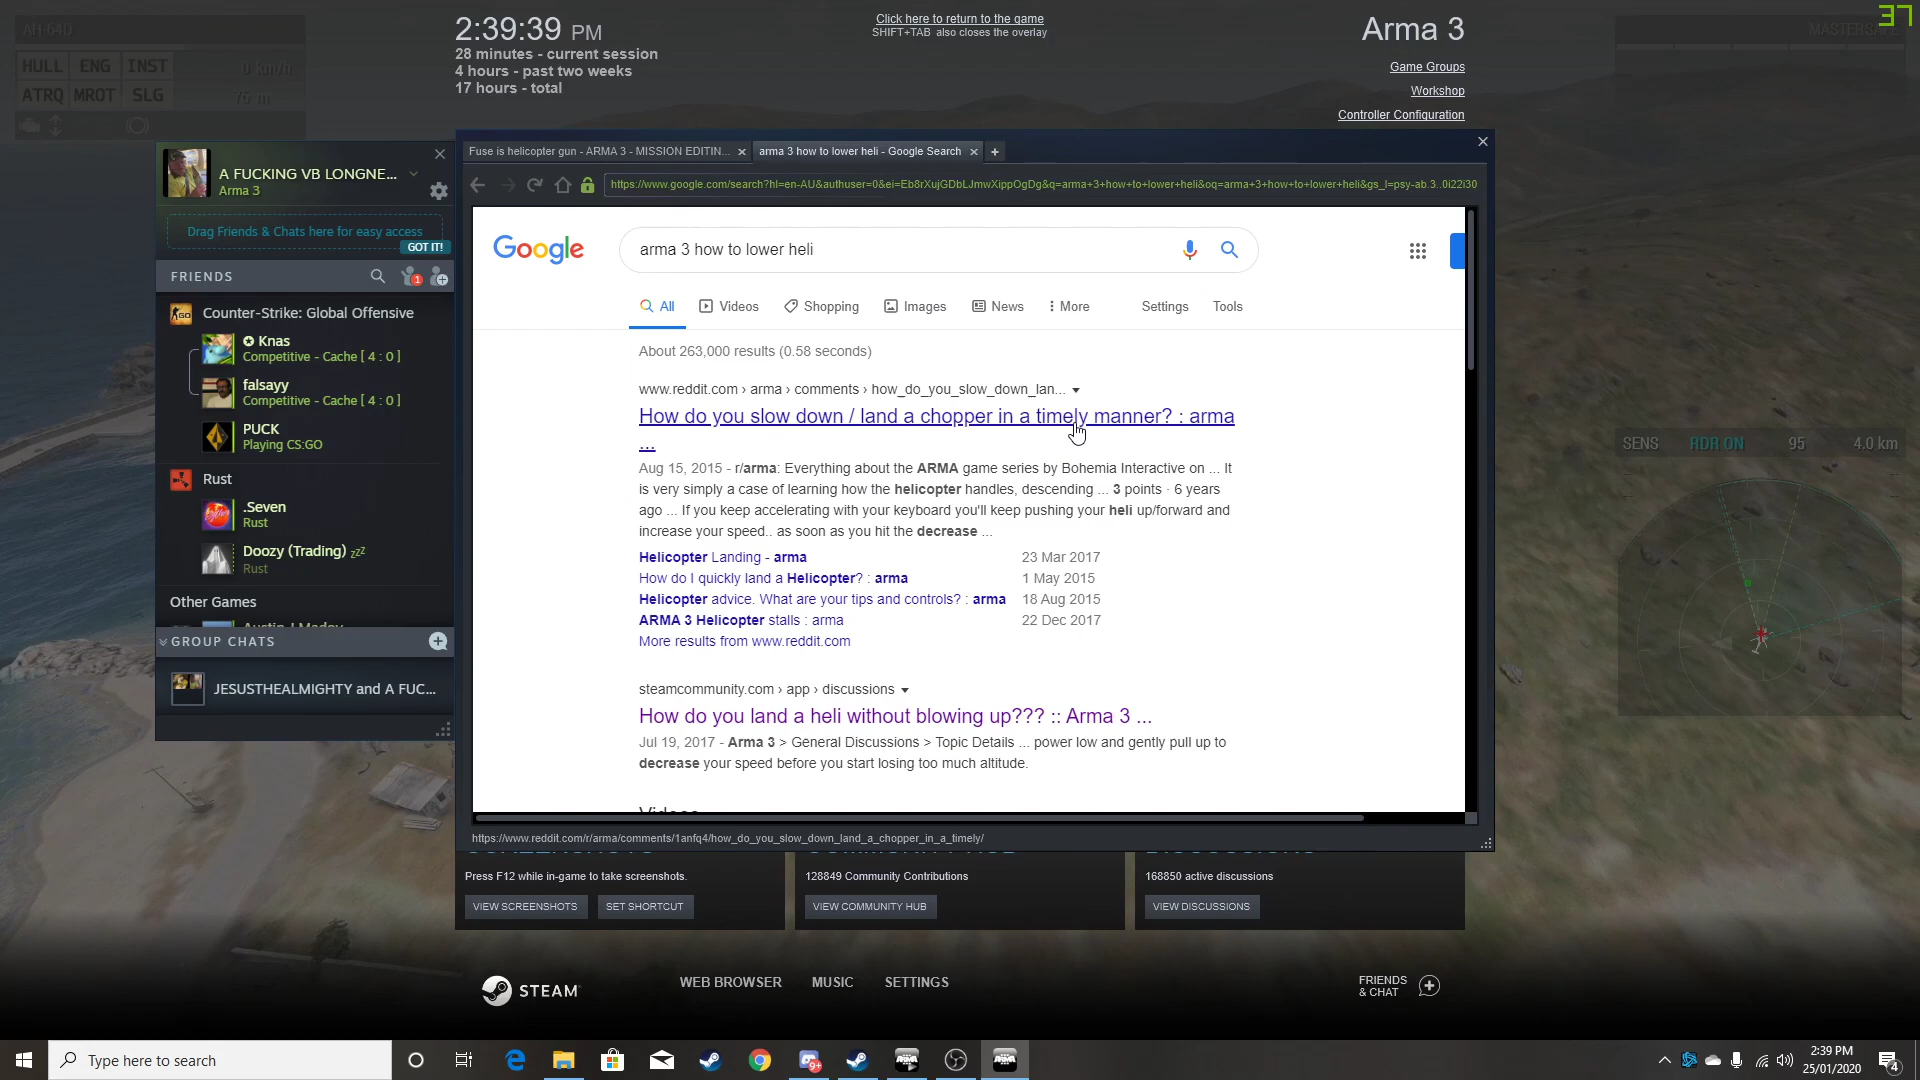 AH-64D
HULL ENG INST
0 km/h
ATRQ MROT SLG
76 m
2:39:39 PM
28 minutes - current session
4 hours - past two weeks
17 hours - total
Click here to return to the game
SHIFT+TAB also closes the overlay
Arma 3
Game Groups
Workshop
Controller Configuration
37
MASTERSAFE
A FUCKING VB LONGNE...
Arma 3
Drag Friends & Chats here for easy access
GOT IT!
FRIENDS
1
Counter-Strike: Global Offensive
Knas
Competitive - Cache [ 4 : 0 ]
falsayy
Competitive - Cache [ 4 : 0 ]
PUCK
Playing CS:GO
Rust
.Seven
Rust
Doozy (Trading) zzz
Rust
Other Games
GROUP CHATS
JESUSTHEALMIGHTY and A FUC...
Fuse is helicopter gun - ARMA 3 - MISSION EDITIN...
arma 3 how to lower heli - Google Search
https://www.google.com/search?hl=en-AU&authuser=0&ei=Eb8rXujGDbLJmwXippOgDg&q=arma+3+how+to+lower+heli&oq=arma+3+how+to+lower+heli&gs_l=psy-ab.3..0i22i30
Google
arma 3 how to lower heli
All Videos Shopping Images News More Settings Tools
About 263,000 results (0.58 seconds)
www.reddit.com › arma › comments › how_do_you_slow_down_lan...
How do you slow down / land a chopper in a timely manner? : arma
...
Aug 15, 2015 - r/arma: Everything about the ARMA game series by Bohemia Interactive on ... It
is very simply a case of learning how the helicopter handles, descending ... 3 points · 6 years
ago ... If you keep accelerating with your keyboard you'll keep pushing your heli up/forward and
increase your speed.. as soon as you hit the decrease ...
Helicopter Landing - arma 23 Mar 2017
How do I quickly land a Helicopter? : arma 1 May 2015
Helicopter advice. What are your tips and controls? : arma 18 Aug 2015
ARMA 3 Helicopter stalls : arma 22 Dec 2017
More results from www.reddit.com
steamcommunity.com › app › discussions
How do you land a heli without blowing up??? :: Arma 3 ...
Jul 19, 2017 - Arma 3 > General Discussions > Topic Details ... power low and gently pull up to
decrease your speed before you start losing too much altitude.
Videos
https://www.reddit.com/r/arma/comments/1anfq4/how_do_you_slow_down_land_a_chopper_in_a_timely/
SENS RDR ON 95 4.0 km
SCREENSHOTS
Press F12 while in-game to take screenshots.
VIEW SCREENSHOTS SET SHORTCUT
COMMUNITY HUB
128849 Community Contributions
VIEW COMMUNITY HUB
DISCUSSIONS
168850 active discussions
VIEW DISCUSSIONS
STEAM
WEB BROWSER MUSIC SETTINGS
FRIENDS
& CHAT
Type here to search
9+
2:39 PM
25/01/2020
4